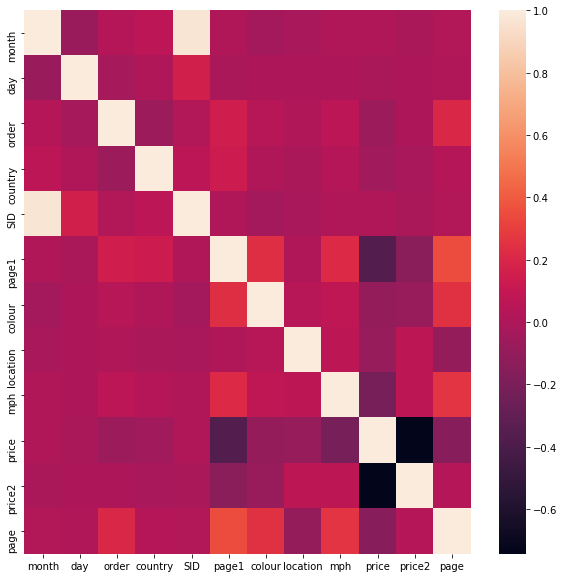 month
day
order
country
SID
page1
colour
location
mph
price
price2
page
month day order country SID page1 colour location mph price price2 page
1.0
0.8
0.6
0.4
0.2
0.0
−0.2
−0.4
−0.6